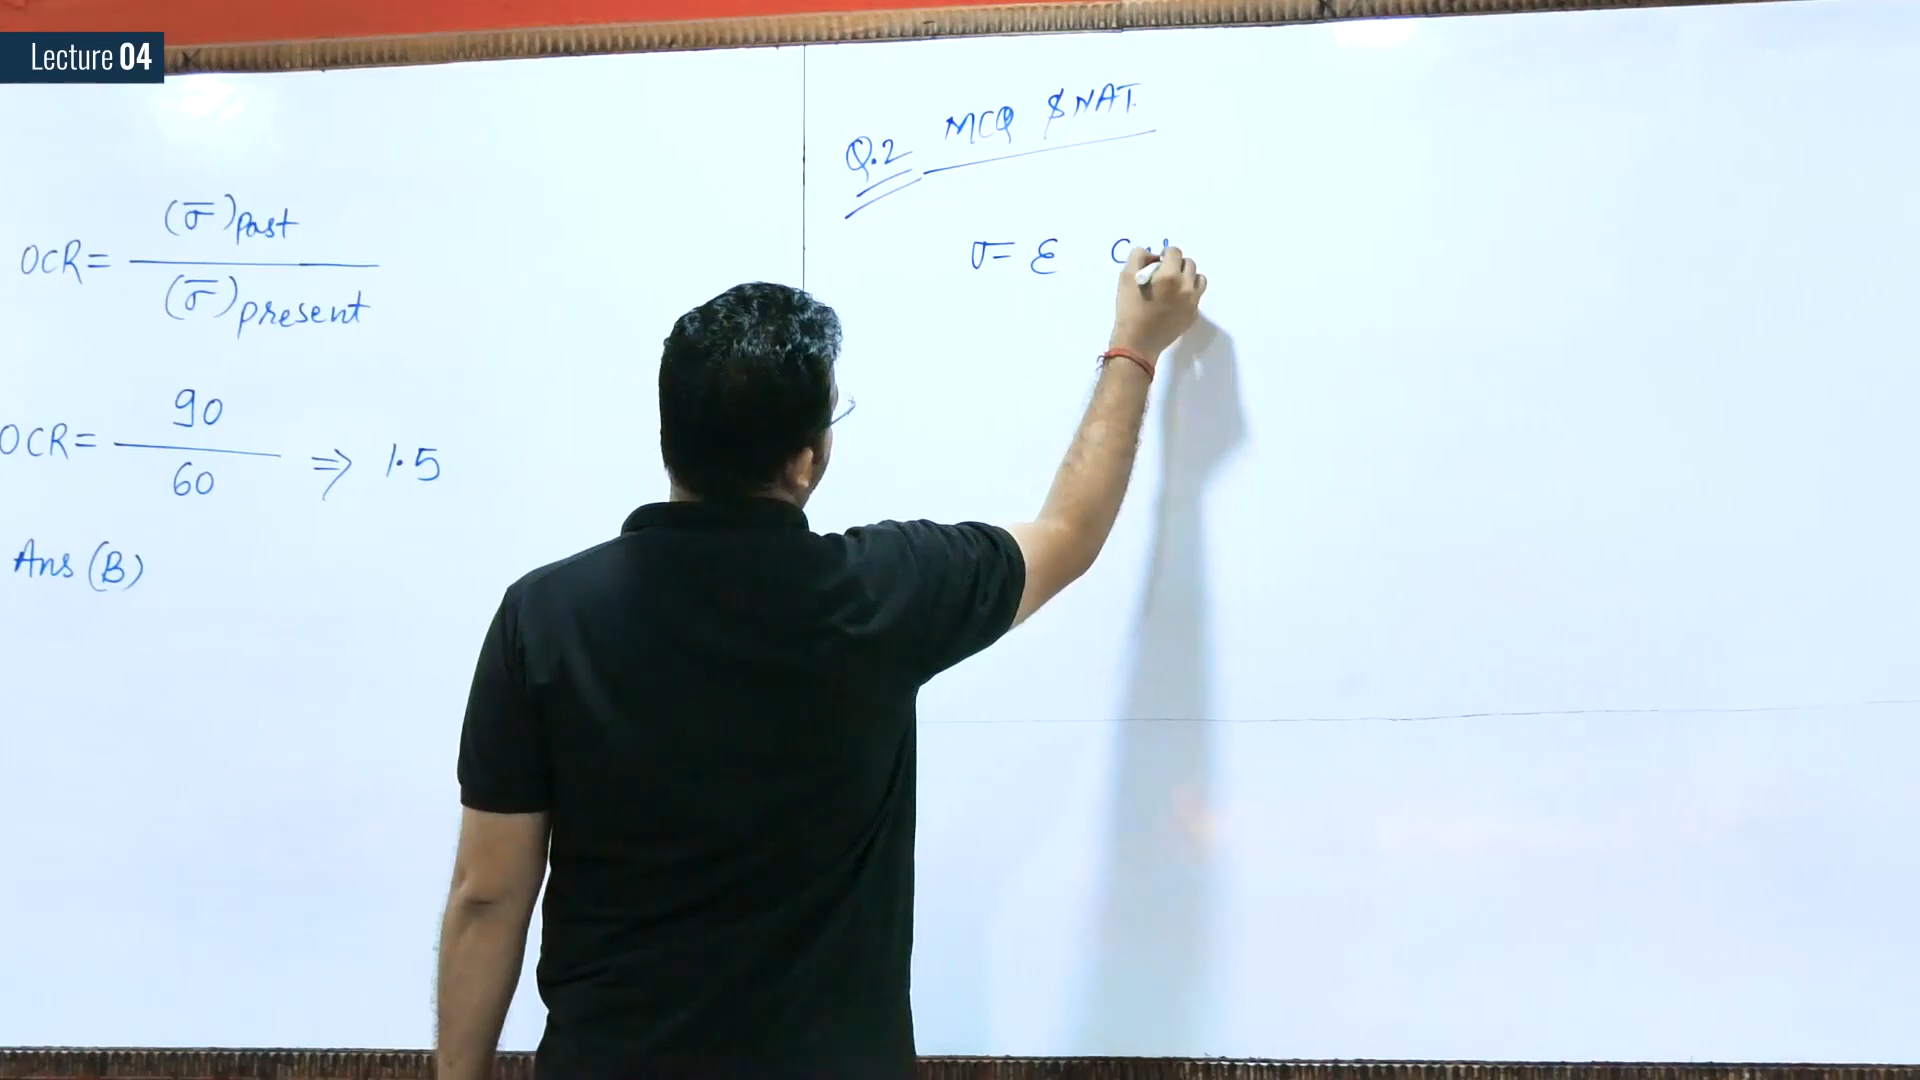 Lecture 04
OCR = (σ̄)past / (σ̄)present
OCR = 90 / 60 ⇒ 1.5
Ans (B)
Q.2 MCQ & NAT.
σ - ε